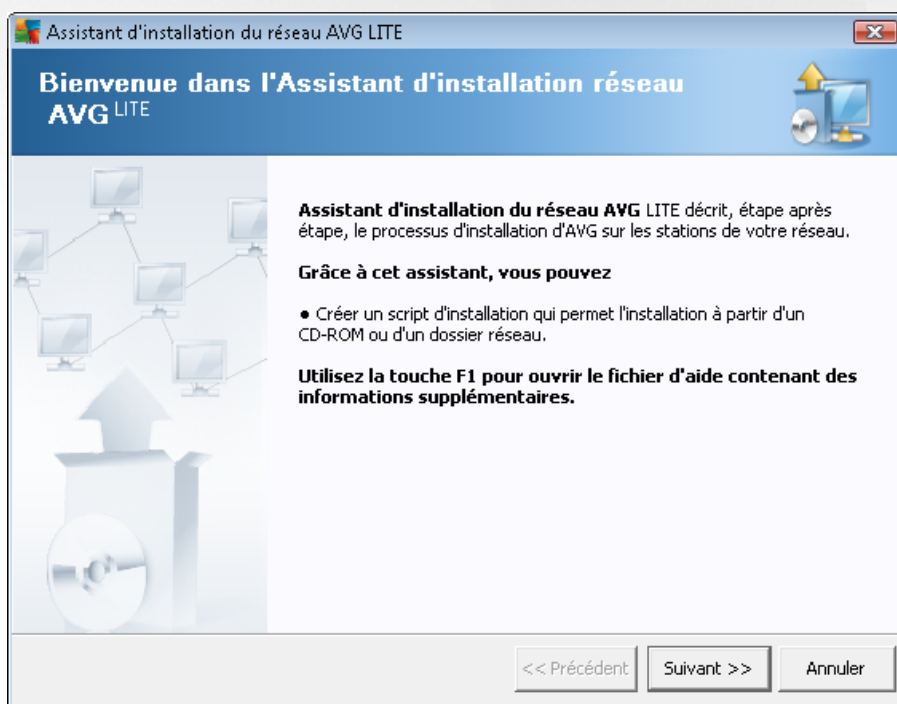 Assistant d'installation du réseau AVG LITE
Bienvenue dans l'Assistant d'installation réseau
AVG LITE
Assistant d'installation du réseau AVG LITE décrit, étape après
étape, le processus d'installation d'AVG sur les stations de votre réseau.
Grâce à cet assistant, vous pouvez
● Créer un script d'installation qui permet l'installation à partir d'un
CD-ROM ou d'un dossier réseau.
Utilisez la touche F1 pour ouvrir le fichier d'aide contenant des
informations supplémentaires.
<< Précédent Suivant >> Annuler